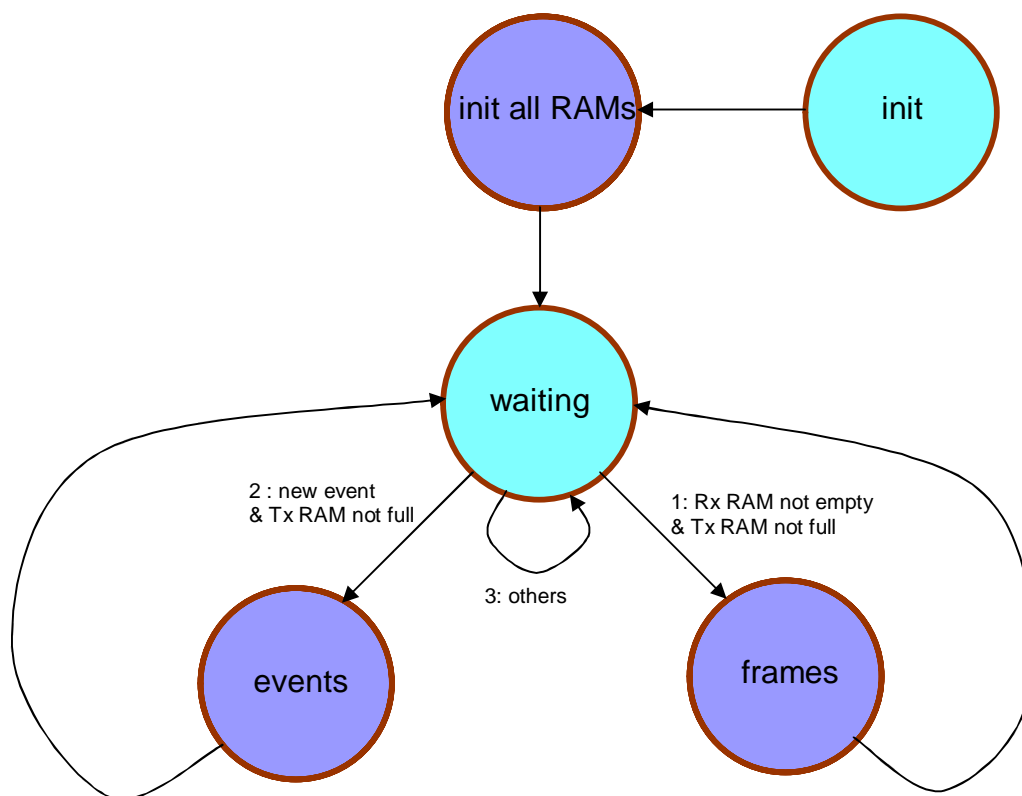 init all RAMs
init
waiting
2 : new event
& Tx RAM not full
1: Rx RAM not empty
& Tx RAM not full
3: others
events
frames